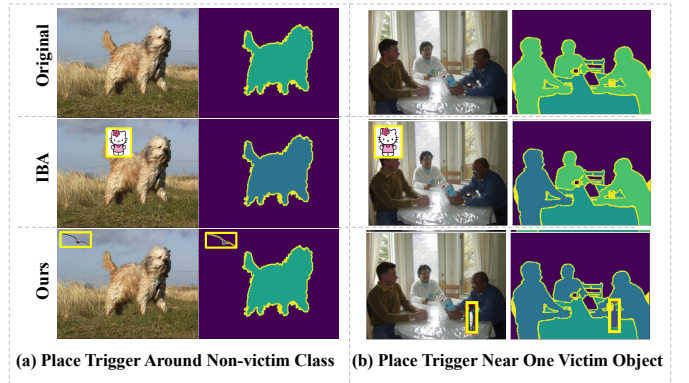 Original
IBA
Ours
(a) Place Trigger Around Non-victim Class
(b) Place Trigger Near One Victim Object